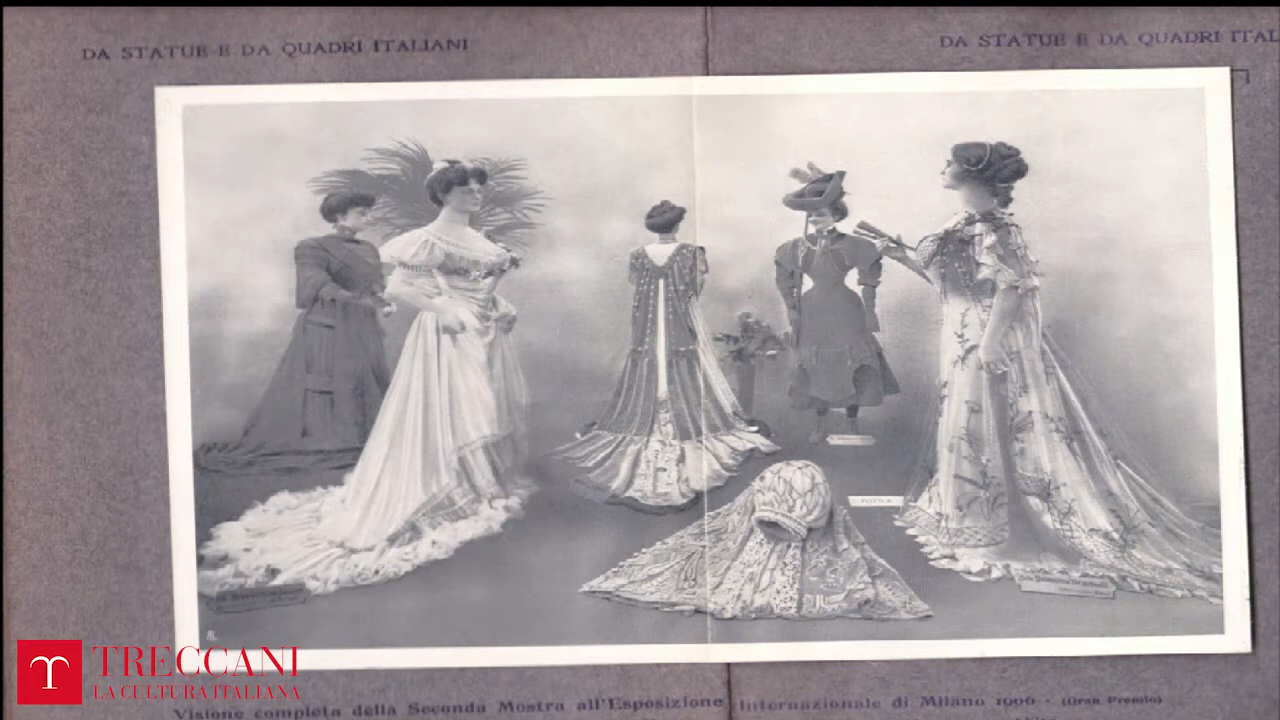 DA STATUE E DA QUADRI ITALIANI
DA STATUE E DA QUADRI ITAL
TRECCANI
LA CULTURA ITALIANA
Visione completa della Seconda Mostra all'Esposizione Internazionale di Milano 1906 - (Gran Premio)